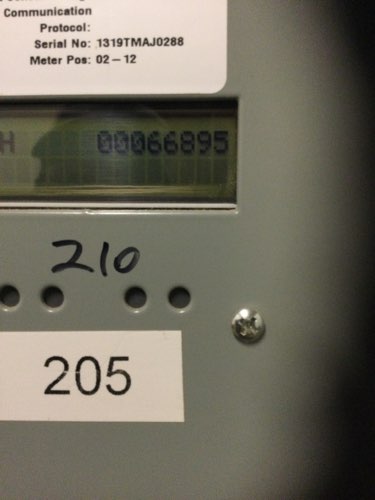 Communication
Protocol:
Serial No: 1319TMAJ0288
Meter Pos: 02-12
H 00066895
210
205